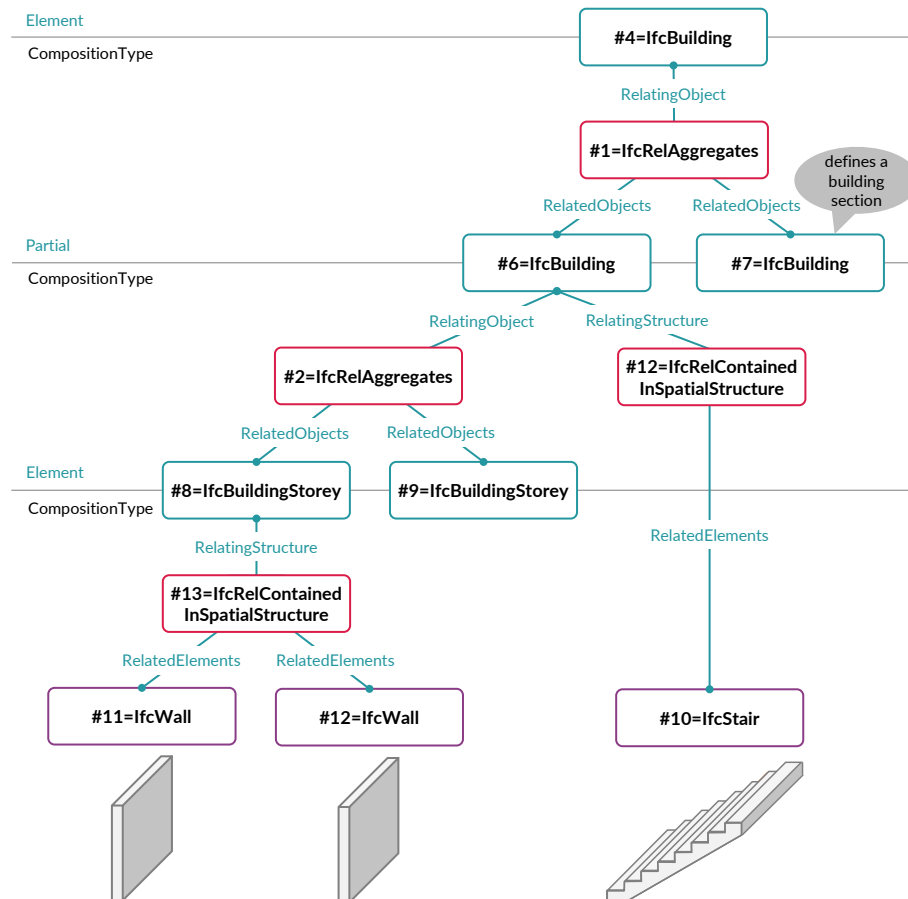 Element
#4=IfcBuilding
CompositionType
RelatingObject
#1=IfcRelAggregates
defines a
building
section
RelatedObjects
RelatedObjects
Partial
#6=IfcBuilding
#7=IfcBuilding
CompositionType
RelatingObject
RelatingStructure
#2=IfcRelAggregates
#12=IfcRelContained
InSpatialStructure
RelatedObjects
RelatedObjects
Element
#8=IfcBuildingStorey
#9=IfcBuildingStorey
CompositionType
RelatedElements
RelatingStructure
#13=IfcRelContained
InSpatialStructure
RelatedElements
RelatedElements
#11=IfcWall
#12=IfcWall
#10=IfcStair